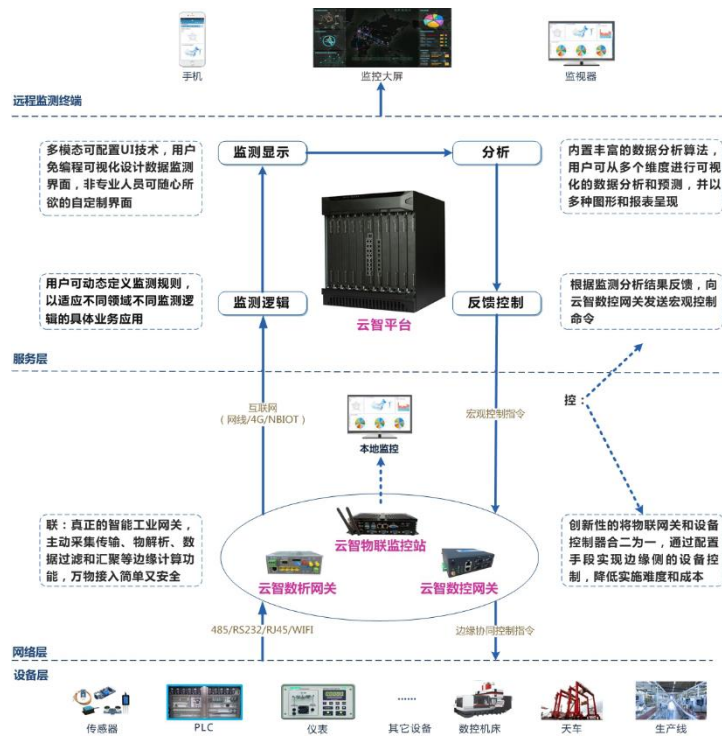 手机
监控大屏
监视器
远程监测终端
多模态可配置UI技术，用户
免编程可视化设计数据监测
界面，非专业人员可随心所
欲的自定制界面
监测显示
分析
内置丰富的数据分析算法，
用户可从多个维度进行可视
化的数据分析和预测，并以
多种图形和报表呈现
用户可动态定义监测规则，
以适应不同领域不同监测逻
辑的具体业务应用
监测逻辑
云智平台
反馈控制
根据监测分析结果反馈，向
云智数控网关发送宏观控制
命令
服务层
互联网
（网线/4G/NBIOT）
本地监控
宏观控制指令
控：
联：真正的智能工业网关，
主动采集传输、物解析、数
据过滤和汇聚等边缘计算功
能，万物接入简单又安全
云智物联监控站
云智数析网关
云智数控网关
创新性的将物联网关和设备
控制器合二为一，通过配置
手段实现边缘侧的设备控
制，降低实施难度和成本
485/RS232/RJ45/WIFI
边缘协同控制指令
网络层
设备层
传感器
PLC
仪表
......
其它设备
数控机床
天车
生产线